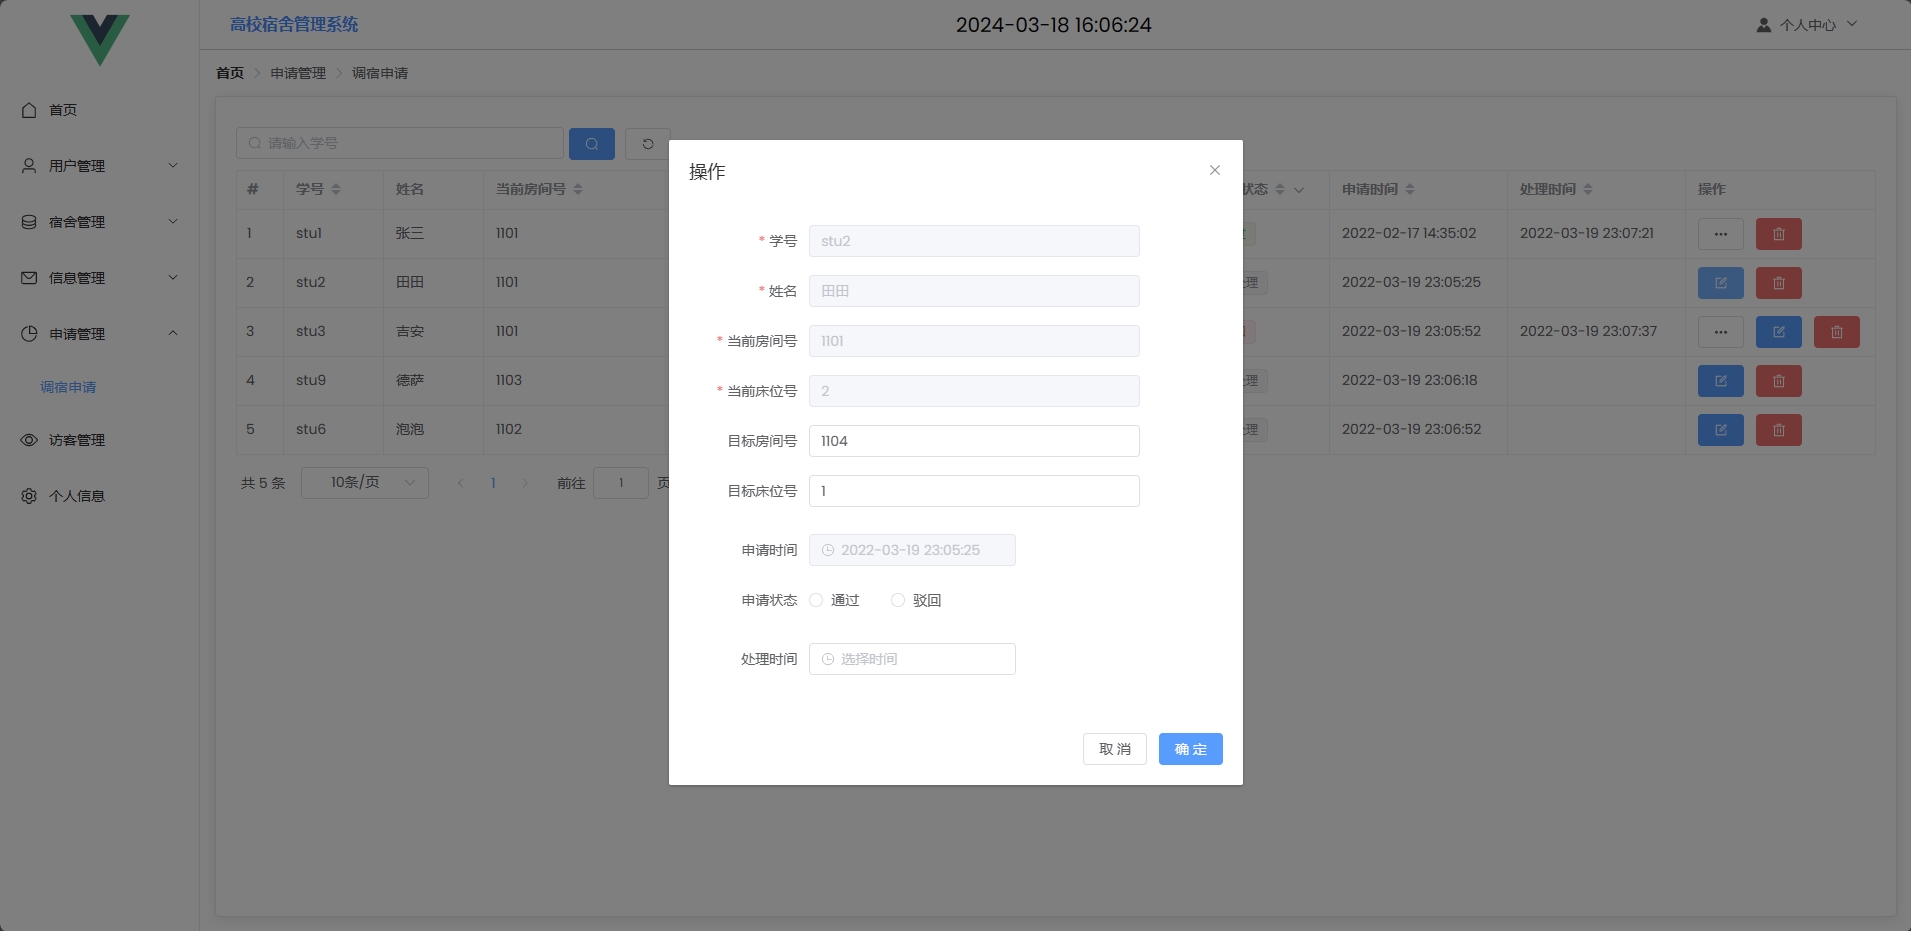 高校宿舍管理系统
2024-03-18 16:06:24
个人中心
首页
用户管理
宿舍管理
信息管理
申请管理
调宿申请
访客管理
个人信息
首页 > 申请管理 > 调宿申请
请输入学号
# 学号 姓名 当前房间号 状态 申请时间 处理时间 操作
1 stu1 张三 1101 2022-02-17 14:35:02 2022-03-19 23:07:21 ···
2 stu2 田田 1101 理 2022-03-19 23:05:25
3 stu3 吉安 1101 2022-03-19 23:05:52 2022-03-19 23:07:37 ···
4 stu9 德萨 1103 理 2022-03-19 23:06:18
5 stu6 泡泡 1102 理 2022-03-19 23:06:52
共 5 条 10条/页 1 前往 1 页
操作
* 学号 stu2
* 姓名 田田
* 当前房间号 1101
* 当前床位号 2
目标房间号 1104
目标床位号 1
申请时间 2022-03-19 23:05:25
申请状态 通过 驳回
处理时间 选择时间
取 消 确 定